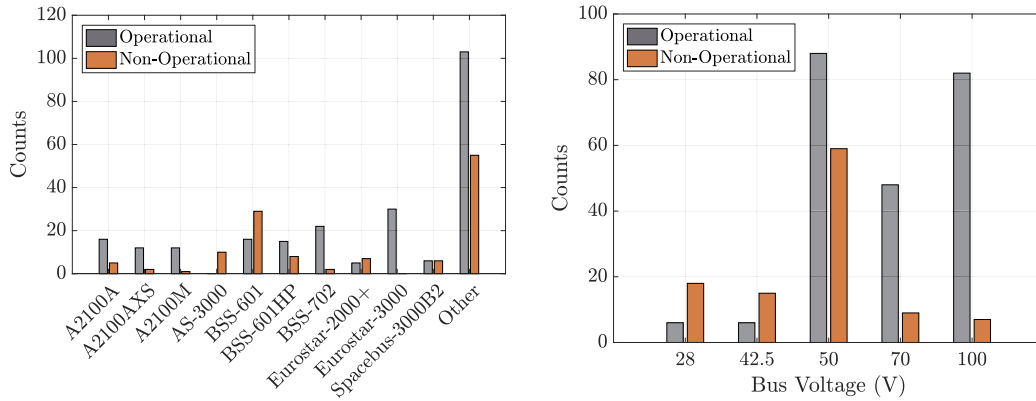 120
100
80
60
40
20
0
Counts
Operational
Non-Operational
A2100A
A2100AXS
A2100M
AS-3000
BSS-601
BSS-601HP
BSS-702
Eurostar-2000+
Eurostar-3000
Spacebus-3000B2
Other
100
80
60
40
20
0
Counts
Operational
Non-Operational
28 42.5 50 70 100
Bus Voltage (V)